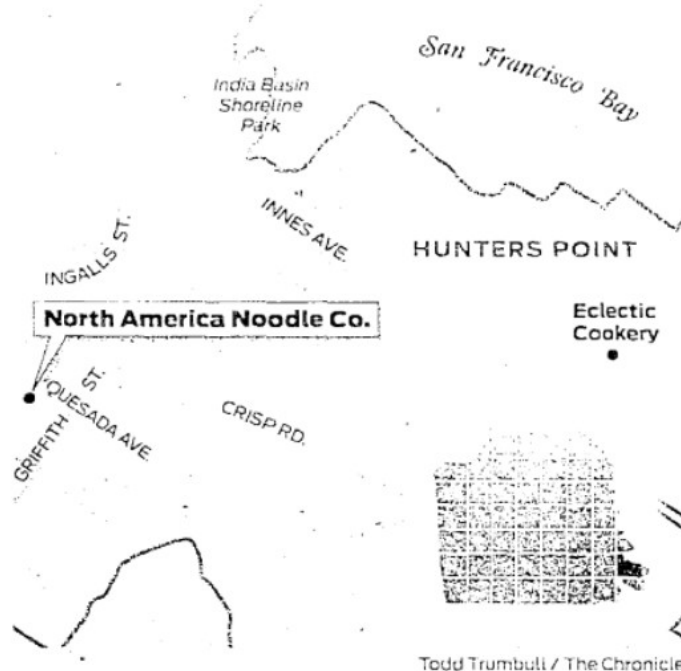 San Francisco Bay
India Basin
Shoreline
Park
INNES AVE.
HUNTERS POINT
INGALLS ST.
North America Noodle Co.
Eclectic
Cookery
QUESADA AVE.
GRIFFITH ST.
CRISP RD.
Todd Trumbull / The Chronicle